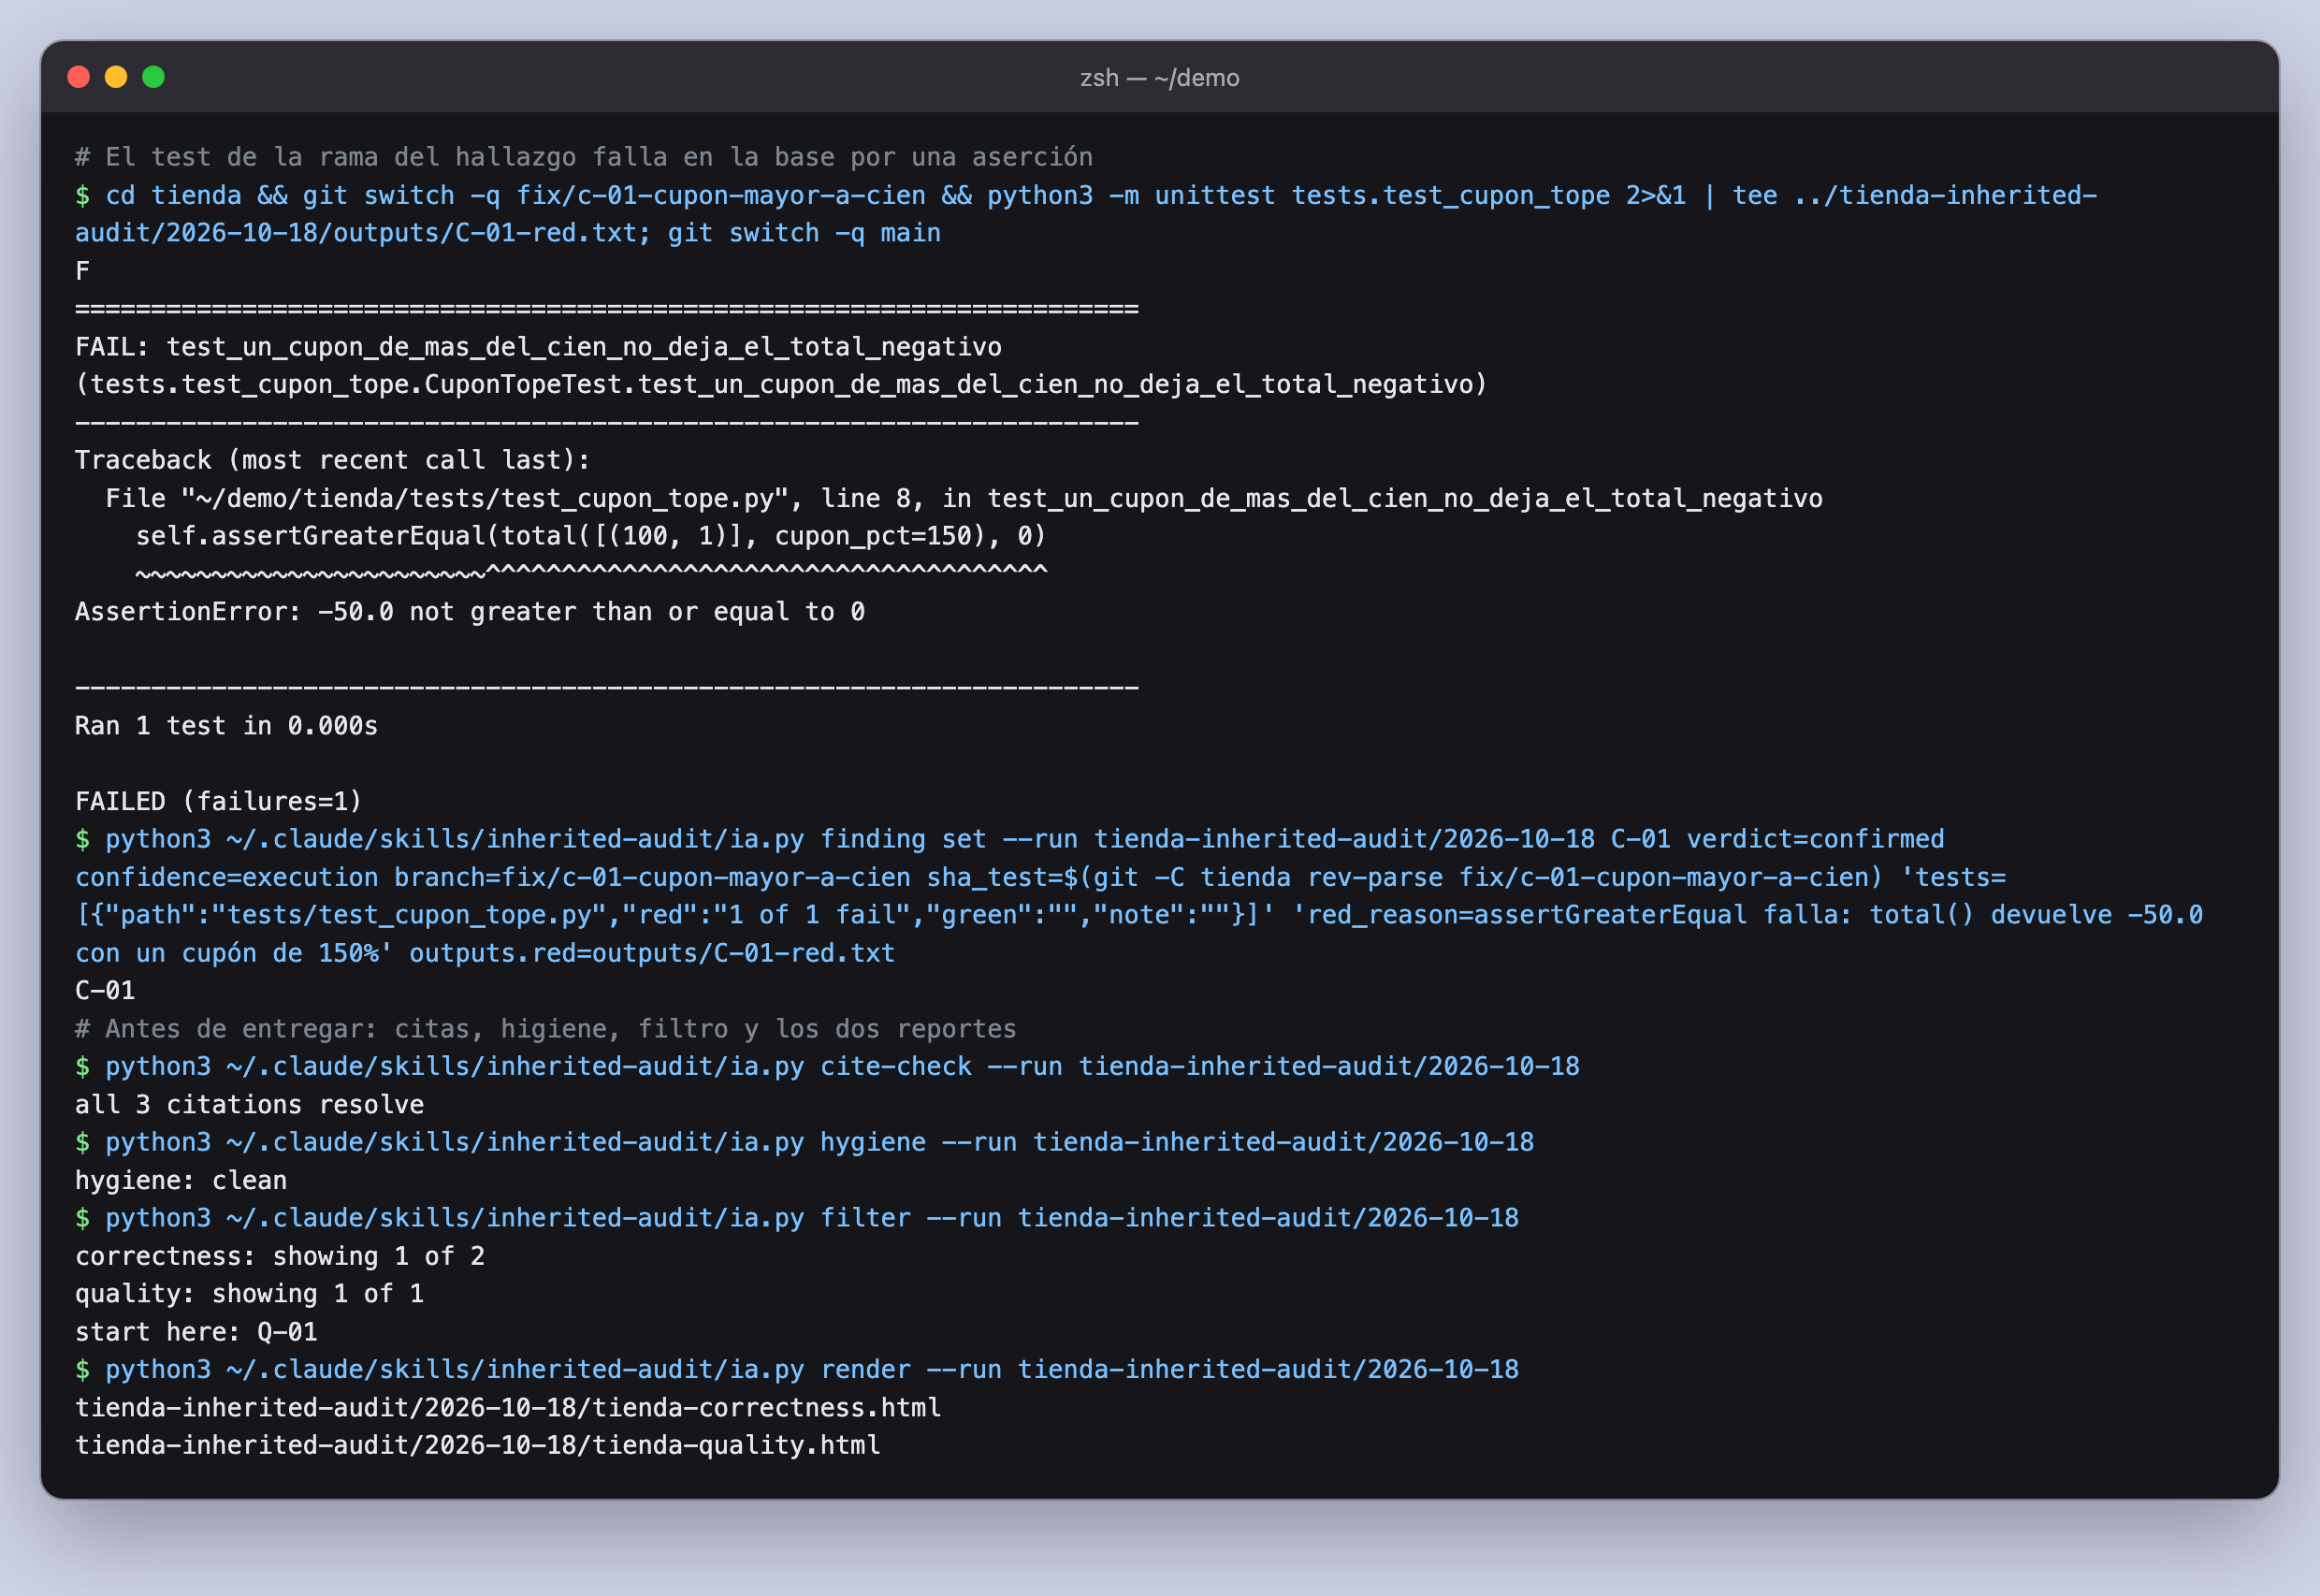 zsh — ~/demo
# El test de la rama del hallazgo falla en la base por una aserción
$ cd tienda && git switch -q fix/c-01-cupon-mayor-a-cien && python3 -m unittest tests.test_cupon_tope 2>&1 | tee ../tienda-inherited-
audit/2026-10-18/outputs/C-01-red.txt; git switch -q main
F
======================================================================
FAIL: test_un_cupon_de_mas_del_cien_no_deja_el_total_negativo
(tests.test_cupon_tope.CuponTopeTest.test_un_cupon_de_mas_del_cien_no_deja_el_total_negativo)
----------------------------------------------------------------------
Traceback (most recent call last):
  File "~/demo/tienda/tests/test_cupon_tope.py", line 8, in test_un_cupon_de_mas_del_cien_no_deja_el_total_negativo
    self.assertGreaterEqual(total([(100, 1)], cupon_pct=150), 0)
    ~~~~~~~~~~~~~~~~~~~~~~~^^^^^^^^^^^^^^^^^^^^^^^^^^^^^^^^^^^^^
AssertionError: -50.0 not greater than or equal to 0
----------------------------------------------------------------------
Ran 1 test in 0.000s
FAILED (failures=1)
$ python3 ~/.claude/skills/inherited-audit/ia.py finding set --run tienda-inherited-audit/2026-10-18 C-01 verdict=confirmed
confidence=execution branch=fix/c-01-cupon-mayor-a-cien sha_test=$(git -C tienda rev-parse fix/c-01-cupon-mayor-a-cien) 'tests=
[{"path":"tests/test_cupon_tope.py","red":"1 of 1 fail","green":"","note":""}]' 'red_reason=assertGreaterEqual falla: total() devuelve -50.0
con un cupón de 150%' outputs.red=outputs/C-01-red.txt
C-01
# Antes de entregar: citas, higiene, filtro y los dos reportes
$ python3 ~/.claude/skills/inherited-audit/ia.py cite-check --run tienda-inherited-audit/2026-10-18
all 3 citations resolve
$ python3 ~/.claude/skills/inherited-audit/ia.py hygiene --run tienda-inherited-audit/2026-10-18
hygiene: clean
$ python3 ~/.claude/skills/inherited-audit/ia.py filter --run tienda-inherited-audit/2026-10-18
correctness: showing 1 of 2
quality: showing 1 of 1
start here: Q-01
$ python3 ~/.claude/skills/inherited-audit/ia.py render --run tienda-inherited-audit/2026-10-18
tienda-inherited-audit/2026-10-18/tienda-correctness.html
tienda-inherited-audit/2026-10-18/tienda-quality.html